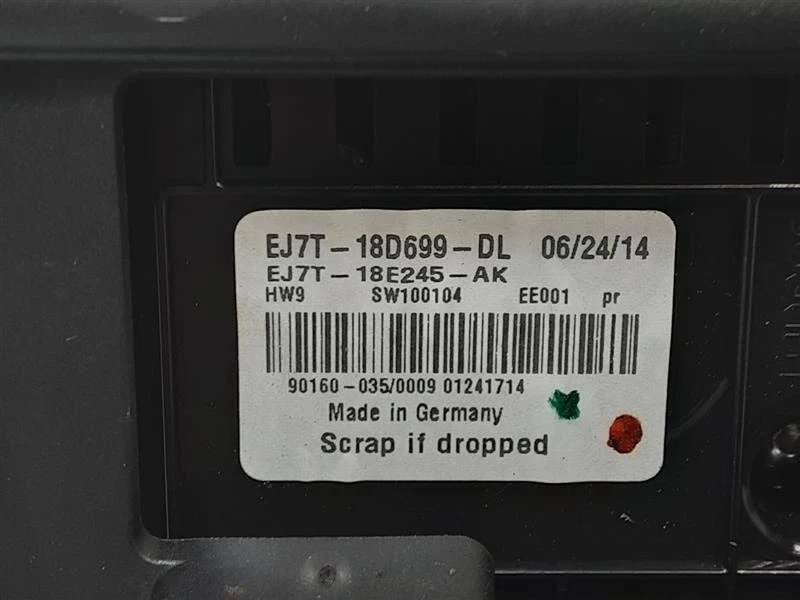 EJ7T-18D699-DL 06/24/14
EJ7T-18E245-AK
HW9 SW100104 EE001 pr
90160-035/0009 01241714
Made in Germany
Scrap if dropped